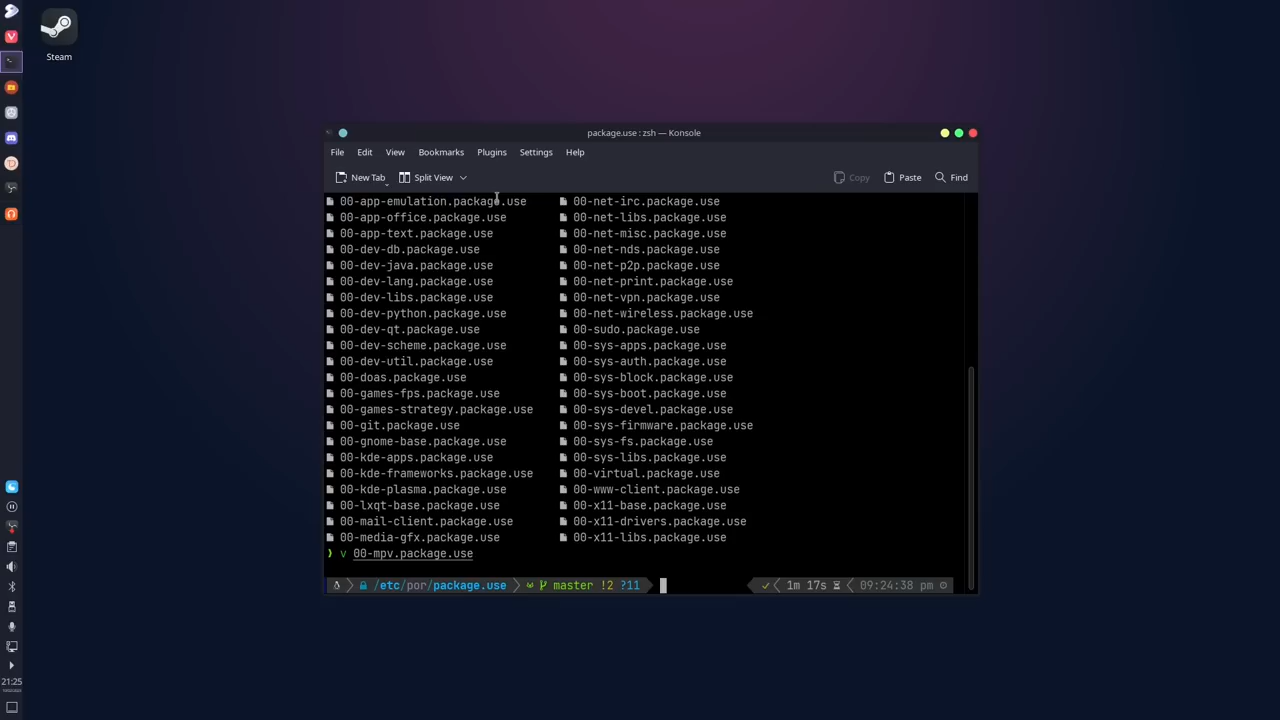 Steam
package.use : zsh — Konsole
File Edit View Bookmarks Plugins Settings Help
New Tab Split View Copy Paste Find
00-app-emulation.package.use 00-net-irc.package.use
00-app-office.package.use 00-net-libs.package.use
00-app-text.package.use 00-net-misc.package.use
00-dev-db.package.use 00-net-nds.package.use
00-dev-java.package.use 00-net-p2p.package.use
00-dev-lang.package.use 00-net-print.package.use
00-dev-libs.package.use 00-net-vpn.package.use
00-dev-python.package.use 00-net-wireless.package.use
00-dev-qt.package.use 00-sudo.package.use
00-dev-scheme.package.use 00-sys-apps.package.use
00-dev-util.package.use 00-sys-auth.package.use
00-doas.package.use 00-sys-block.package.use
00-games-fps.package.use 00-sys-boot.package.use
00-games-strategy.package.use 00-sys-devel.package.use
00-git.package.use 00-sys-firmware.package.use
00-gnome-base.package.use 00-sys-fs.package.use
00-kde-apps.package.use 00-sys-libs.package.use
00-kde-frameworks.package.use 00-virtual.package.use
00-kde-plasma.package.use 00-www-client.package.use
00-lxqt-base.package.use 00-x11-base.package.use
00-mail-client.package.use 00-x11-drivers.package.use
00-media-gfx.package.use 00-x11-libs.package.use
❯ v 00-mpv.package.use
/etc/por/package.use master !2 ?11 ✓ 1m 17s 09:24:38 pm
21:25